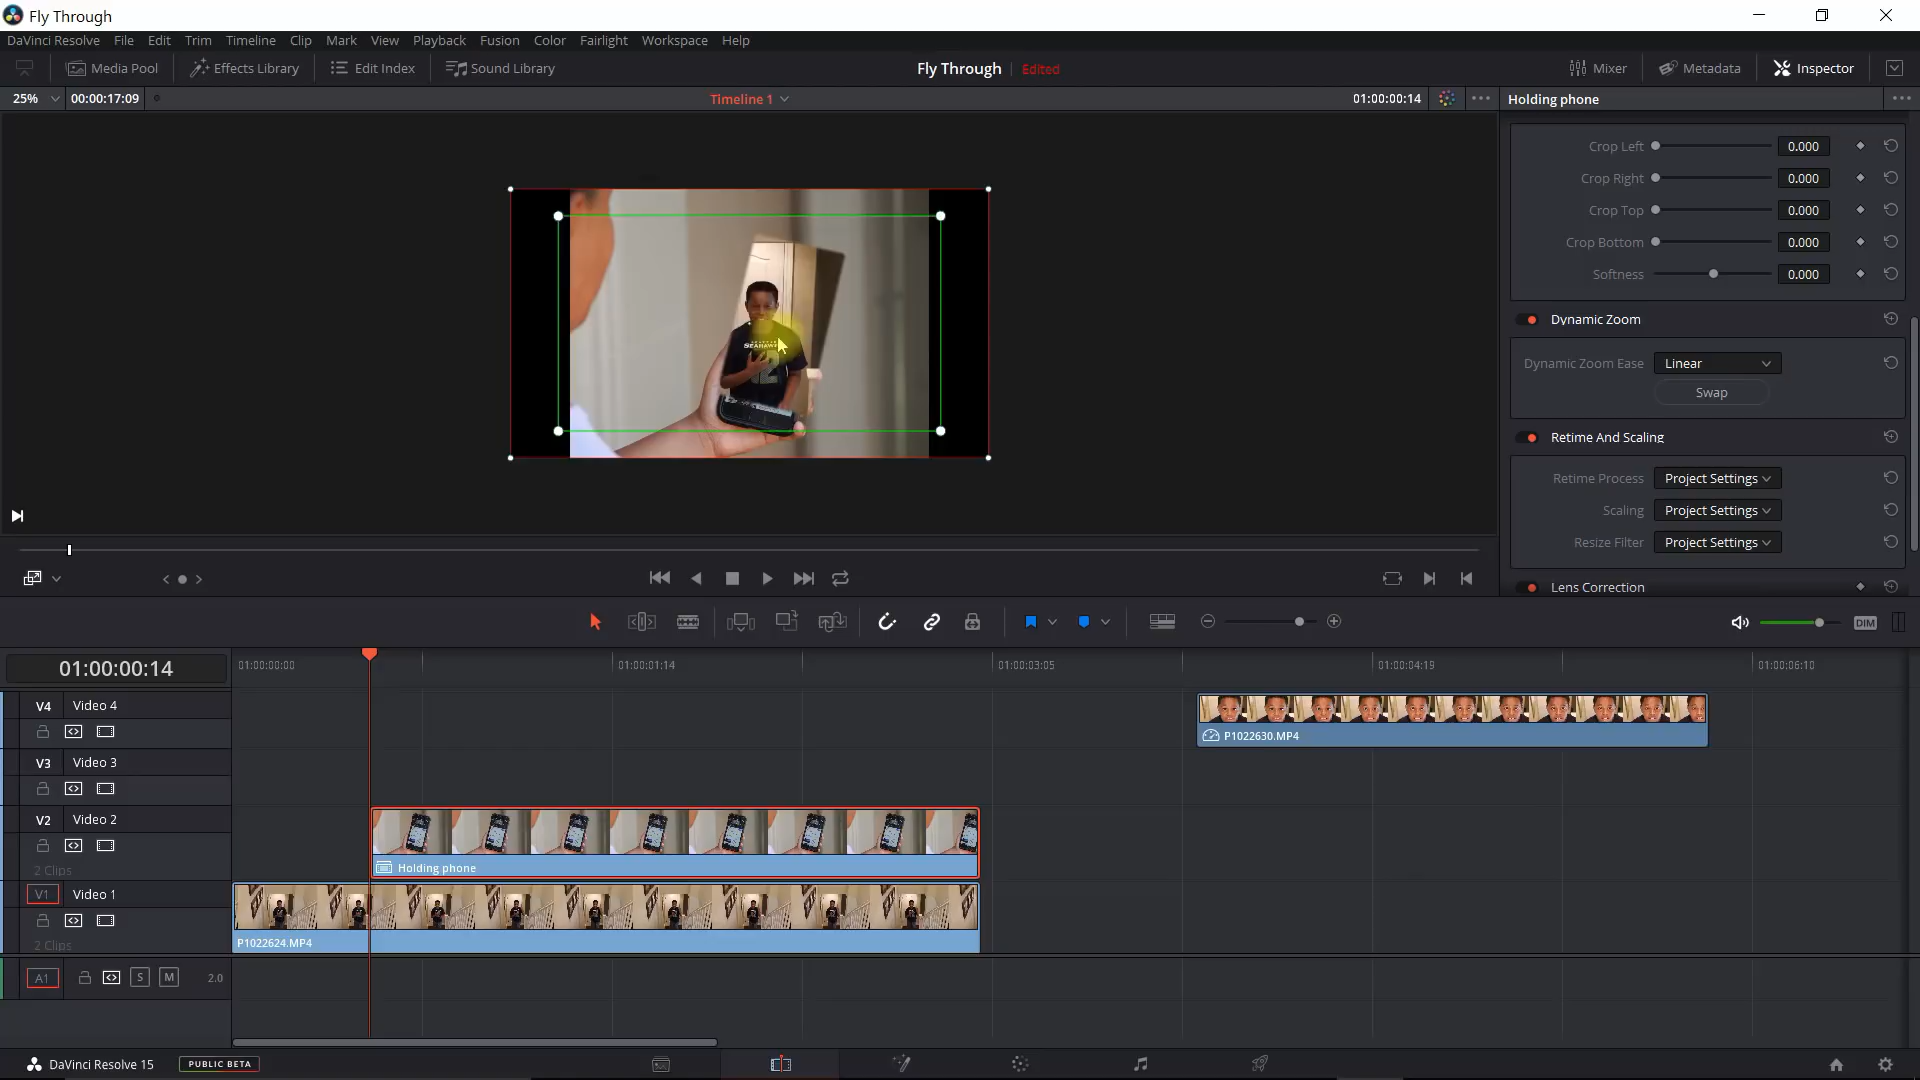 Fly Through
DaVinci Resolve File Edit Trim Timeline Clip Mark View Playback Fusion Color Fairlight Workspace Help
Media Pool Effects Library Edit Index Sound Library Fly Through Edited Mixer Metadata Inspector
25% 00:00:17:09 Timeline 1 01:00:00:14 Holding phone
Crop Left 0.000
Crop Right 0.000
Crop Top 0.000
Crop Bottom 0.000
Softness 0.000
Dynamic Zoom
Dynamic Zoom Ease Linear
Swap
Retime And Scaling
Retime Process Project Settings
Scaling Project Settings
Resize Filter Project Settings
Lens Correction
DIM
01:00:00:14 01:00:00:00 01:00:01:14 01:00:03:05 01:00:04:19 01:00:06:10
V4 Video 4
P1022630.MP4
V3 Video 3
V2 Video 2
2 Clips
Holding phone
V1 Video 1
2 Clips
P1022624.MP4
A1 S M 2.0
DaVinci Resolve 15 PUBLIC BETA